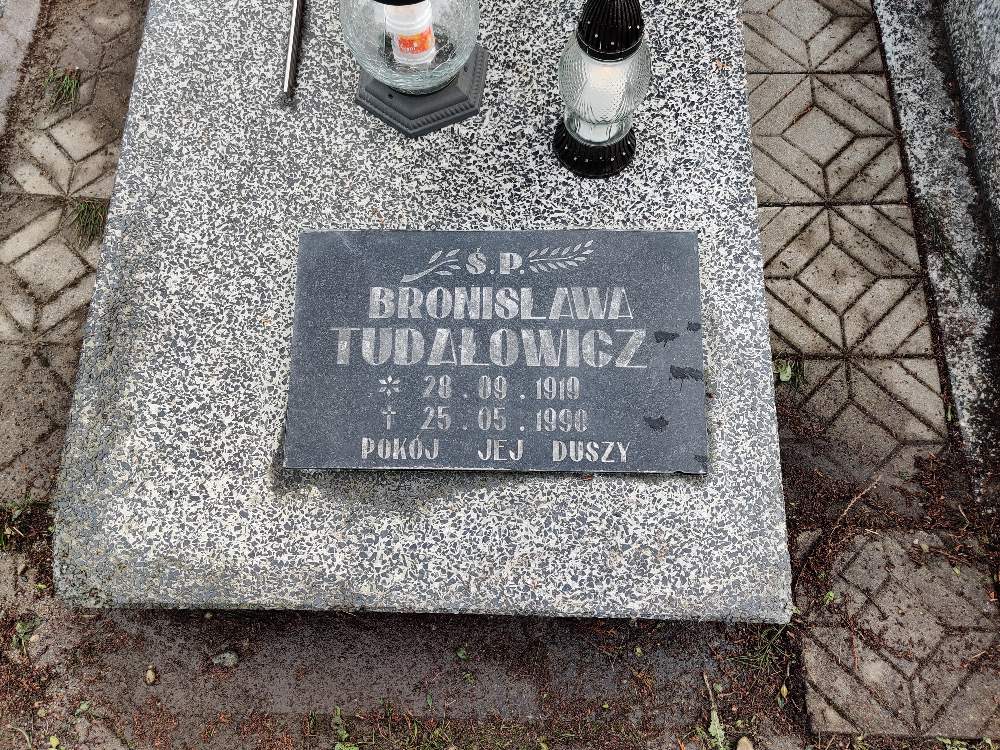 Ś.P.
BRONISŁAWA
TUDAŁOWICZ
* 28.09.1919
† 25.05.1990
POKÓJ JEJ DUSZY